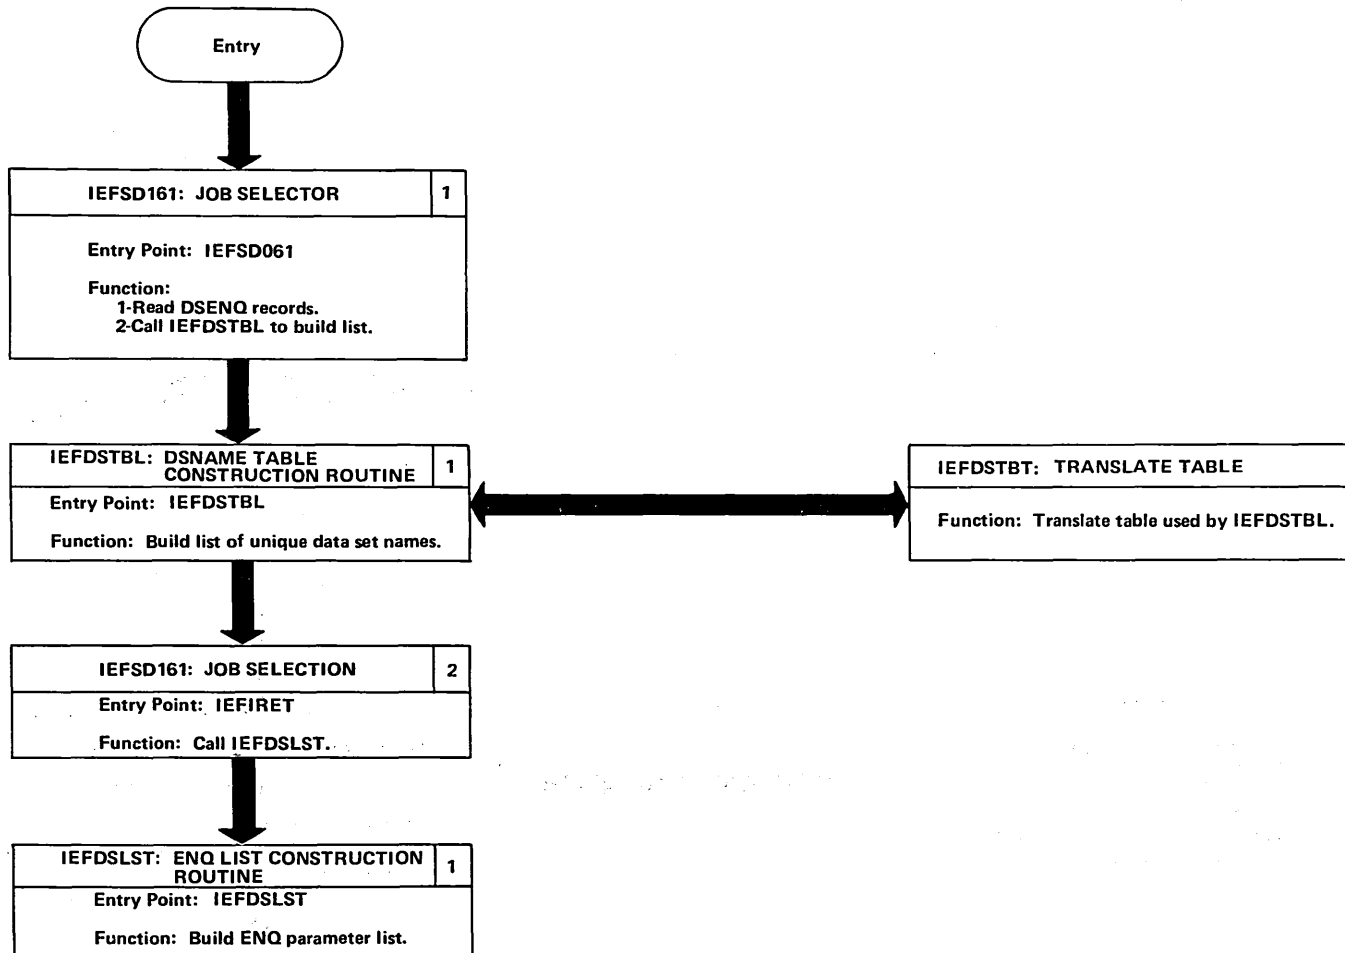 Entry
IEFSD161: JOB SELECTOR
1
Entry Point: IEFSD061
Function:
1-Read DSENQ records.
2-Call IEFDSTBL to build list.
IEFDSTBL: DSNAME TABLE
CONSTRUCTION ROUTINE
1
Entry Point: IEFDSTBL
Function: Build list of unique data set names.
IEFDSTBT: TRANSLATE TABLE
Function: Translate table used by IEFDSTBL.
IEFSD161: JOB SELECTION
2
Entry Point: IEFIRET
Function: Call IEFDSLST.
IEFDSLST: ENQ LIST CONSTRUCTION
ROUTINE
1
Entry Point: IEFDSLST
Function: Build ENQ parameter list.